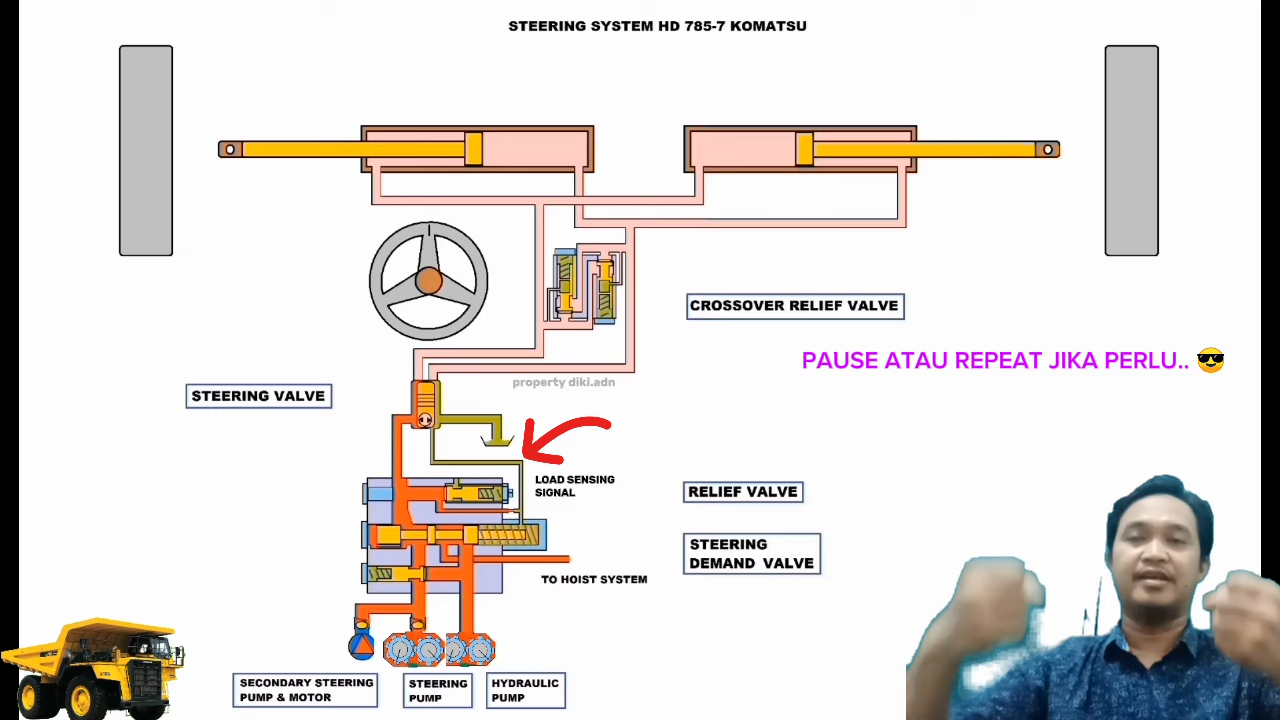 STEERING SYSTEM HD 785-7 KOMATSU
CROSSOVER RELIEF VALVE
PAUSE ATAU REPEAT JIKA PERLU.. 😎
property diki.adn
STEERING VALVE
LOAD SENSING
SIGNAL
RELIEF VALVE
STEERING
DEMAND VALVE
TO HOIST SYSTEM
SECONDARY STEERING
PUMP & MOTOR
STEERING
PUMP
HYDRAULIC
PUMP